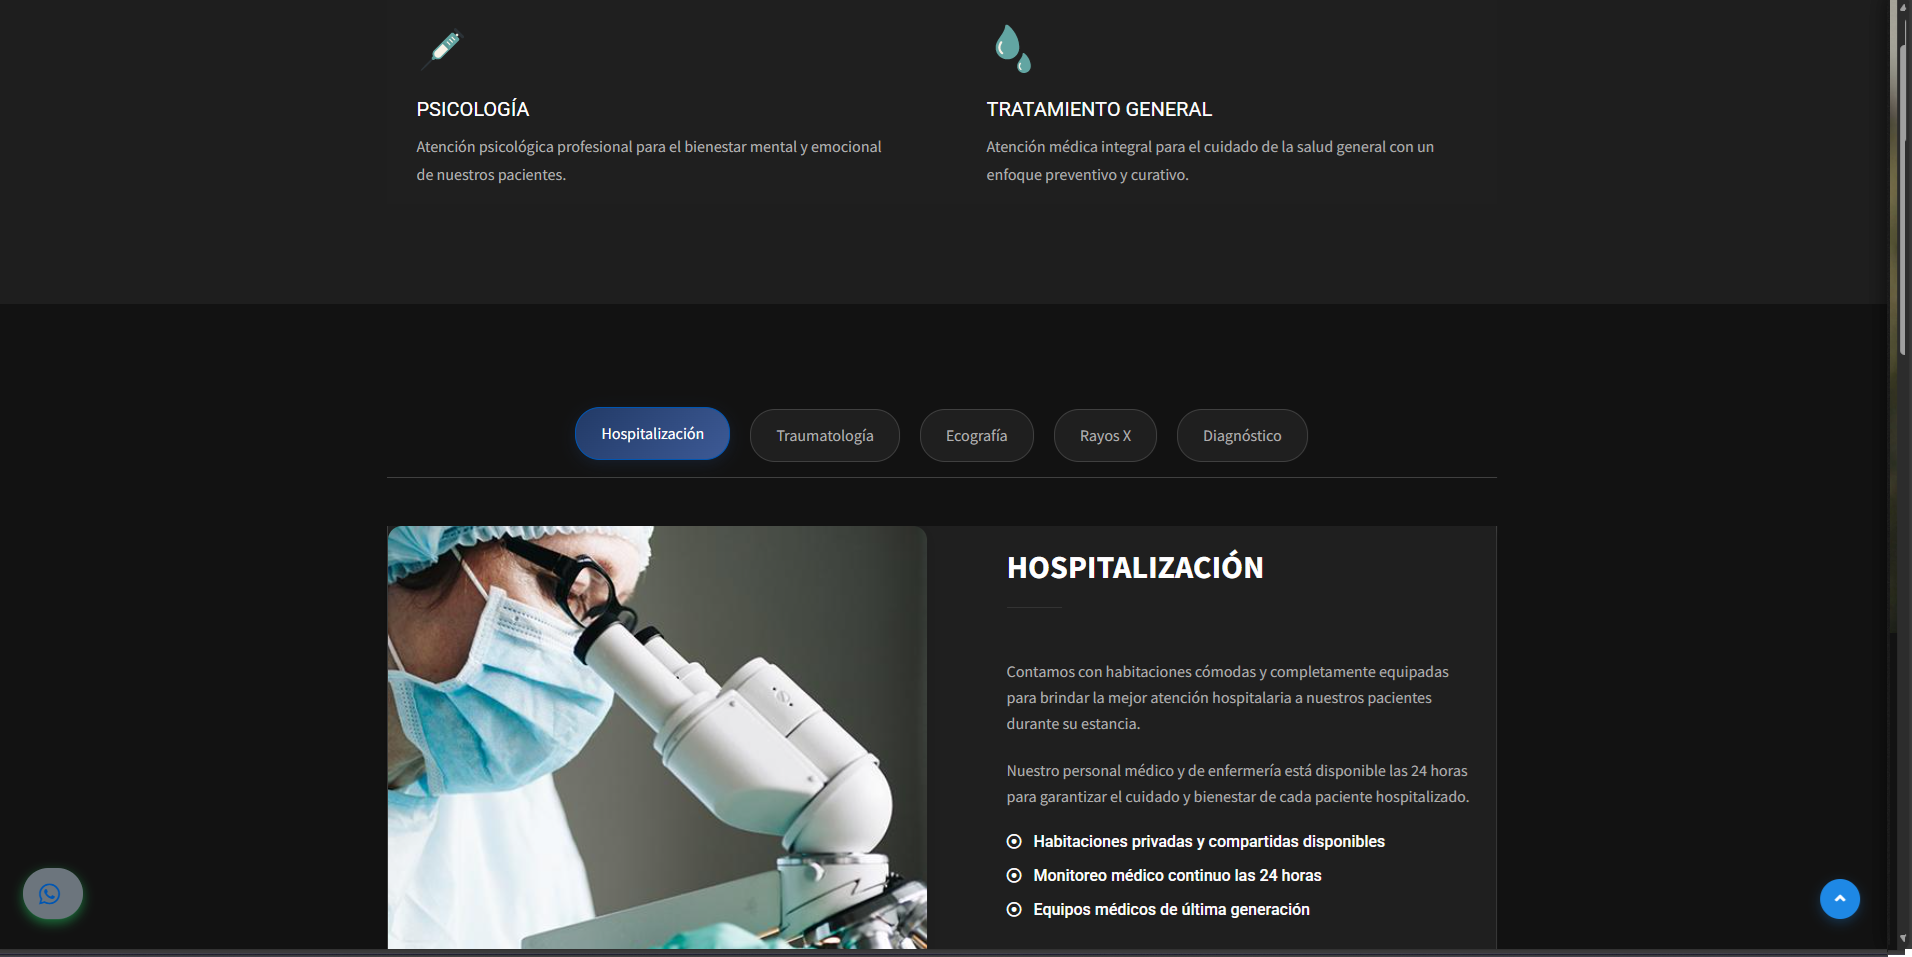 PSICOLOGÍA
Atención psicológica profesional para el bienestar mental y emocional
de nuestros pacientes.
TRATAMIENTO GENERAL
Atención médica integral para el cuidado de la salud general con un
enfoque preventivo y curativo.
Hospitalización
Traumatología
Ecografía
Rayos X
Diagnóstico
HOSPITALIZACIÓN
Contamos con habitaciones cómodas y completamente equipadas
para brindar la mejor atención hospitalaria a nuestros pacientes
durante su estancia.
Nuestro personal médico y de enfermería está disponible las 24 horas
para garantizar el cuidado y bienestar de cada paciente hospitalizado.
Habitaciones privadas y compartidas disponibles
Monitoreo médico continuo las 24 horas
Equipos médicos de última generación